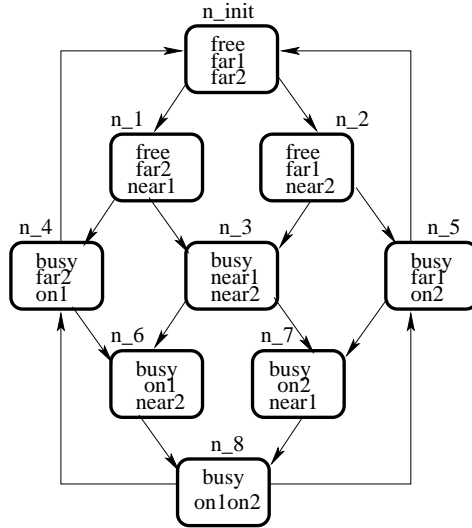 n_init
free
far1
far2
n_1
free
far2
near1
n_2
free
far1
near2
n_4
busy
far2
on1
n_3
busy
near1
near2
n_5
busy
far1
on2
n_6
busy
on1
near2
n_7
busy
on2
near1
n_8
busy
on1on2